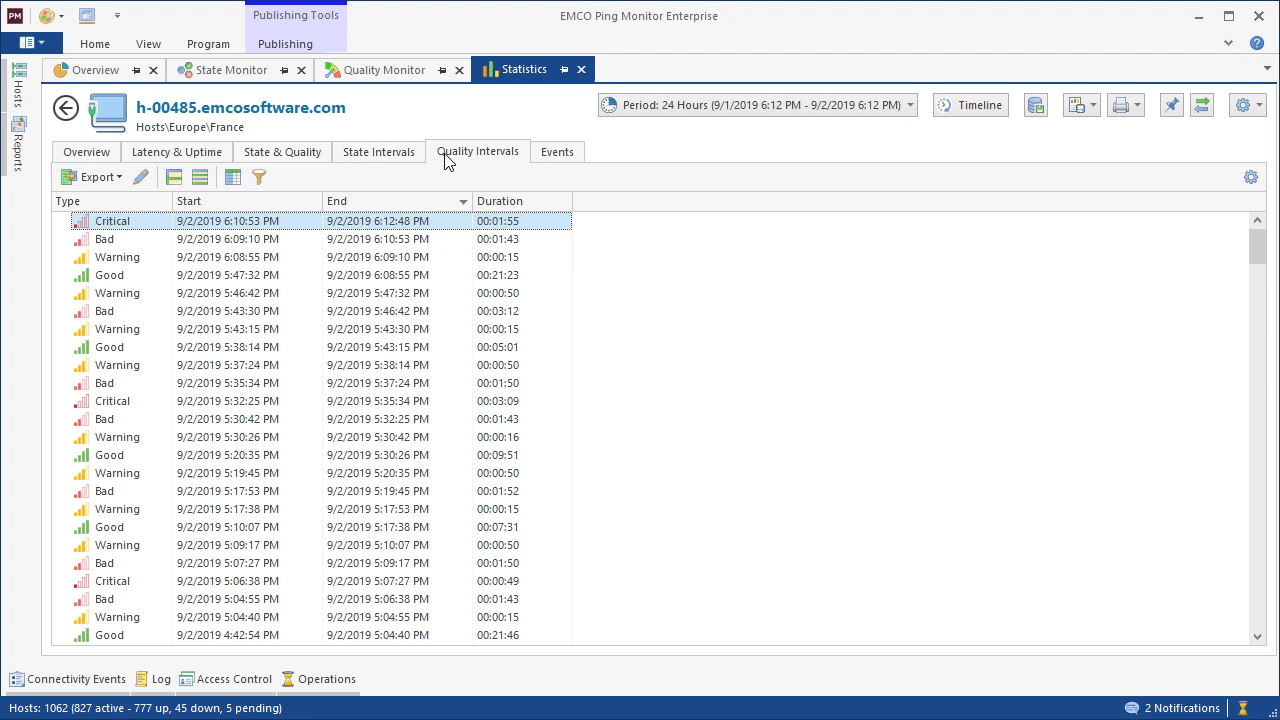 PM
Publishing Tools
EMCO Ping Monitor Enterprise
Home View Program Publishing
Hosts
Reports
Overview State Monitor Quality Monitor Statistics
h-00485.emcosoftware.com
Hosts\Europe\France
Period: 24 Hours (9/1/2019 6:12 PM - 9/2/2019 6:12 PM)
Timeline
Overview Latency & Uptime State & Quality State Intervals Quality Intervals Events
Export
Type Start End Duration
Critical 9/2/2019 6:10:53 PM 9/2/2019 6:12:48 PM 00:01:55
Bad 9/2/2019 6:09:10 PM 9/2/2019 6:10:53 PM 00:01:43
Warning 9/2/2019 6:08:55 PM 9/2/2019 6:09:10 PM 00:00:15
Good 9/2/2019 5:47:32 PM 9/2/2019 6:08:55 PM 00:21:23
Warning 9/2/2019 5:46:42 PM 9/2/2019 5:47:32 PM 00:00:50
Bad 9/2/2019 5:43:30 PM 9/2/2019 5:46:42 PM 00:03:12
Warning 9/2/2019 5:43:15 PM 9/2/2019 5:43:30 PM 00:00:15
Good 9/2/2019 5:38:14 PM 9/2/2019 5:43:15 PM 00:05:01
Warning 9/2/2019 5:37:24 PM 9/2/2019 5:38:14 PM 00:00:50
Bad 9/2/2019 5:35:34 PM 9/2/2019 5:37:24 PM 00:01:50
Critical 9/2/2019 5:32:25 PM 9/2/2019 5:35:34 PM 00:03:09
Bad 9/2/2019 5:30:42 PM 9/2/2019 5:32:25 PM 00:01:43
Warning 9/2/2019 5:30:26 PM 9/2/2019 5:30:42 PM 00:00:16
Good 9/2/2019 5:20:35 PM 9/2/2019 5:30:26 PM 00:09:51
Warning 9/2/2019 5:19:45 PM 9/2/2019 5:20:35 PM 00:00:50
Bad 9/2/2019 5:17:53 PM 9/2/2019 5:19:45 PM 00:01:52
Warning 9/2/2019 5:17:38 PM 9/2/2019 5:17:53 PM 00:00:15
Good 9/2/2019 5:10:07 PM 9/2/2019 5:17:38 PM 00:07:31
Warning 9/2/2019 5:09:17 PM 9/2/2019 5:10:07 PM 00:00:50
Bad 9/2/2019 5:07:27 PM 9/2/2019 5:09:17 PM 00:01:50
Critical 9/2/2019 5:06:38 PM 9/2/2019 5:07:27 PM 00:00:49
Bad 9/2/2019 5:04:55 PM 9/2/2019 5:06:38 PM 00:01:43
Warning 9/2/2019 5:04:40 PM 9/2/2019 5:04:55 PM 00:00:15
Good 9/2/2019 4:42:54 PM 9/2/2019 5:04:40 PM 00:21:46
Connectivity Events Log Access Control Operations
Hosts: 1062 (827 active - 777 up, 45 down, 5 pending)
2 Notifications